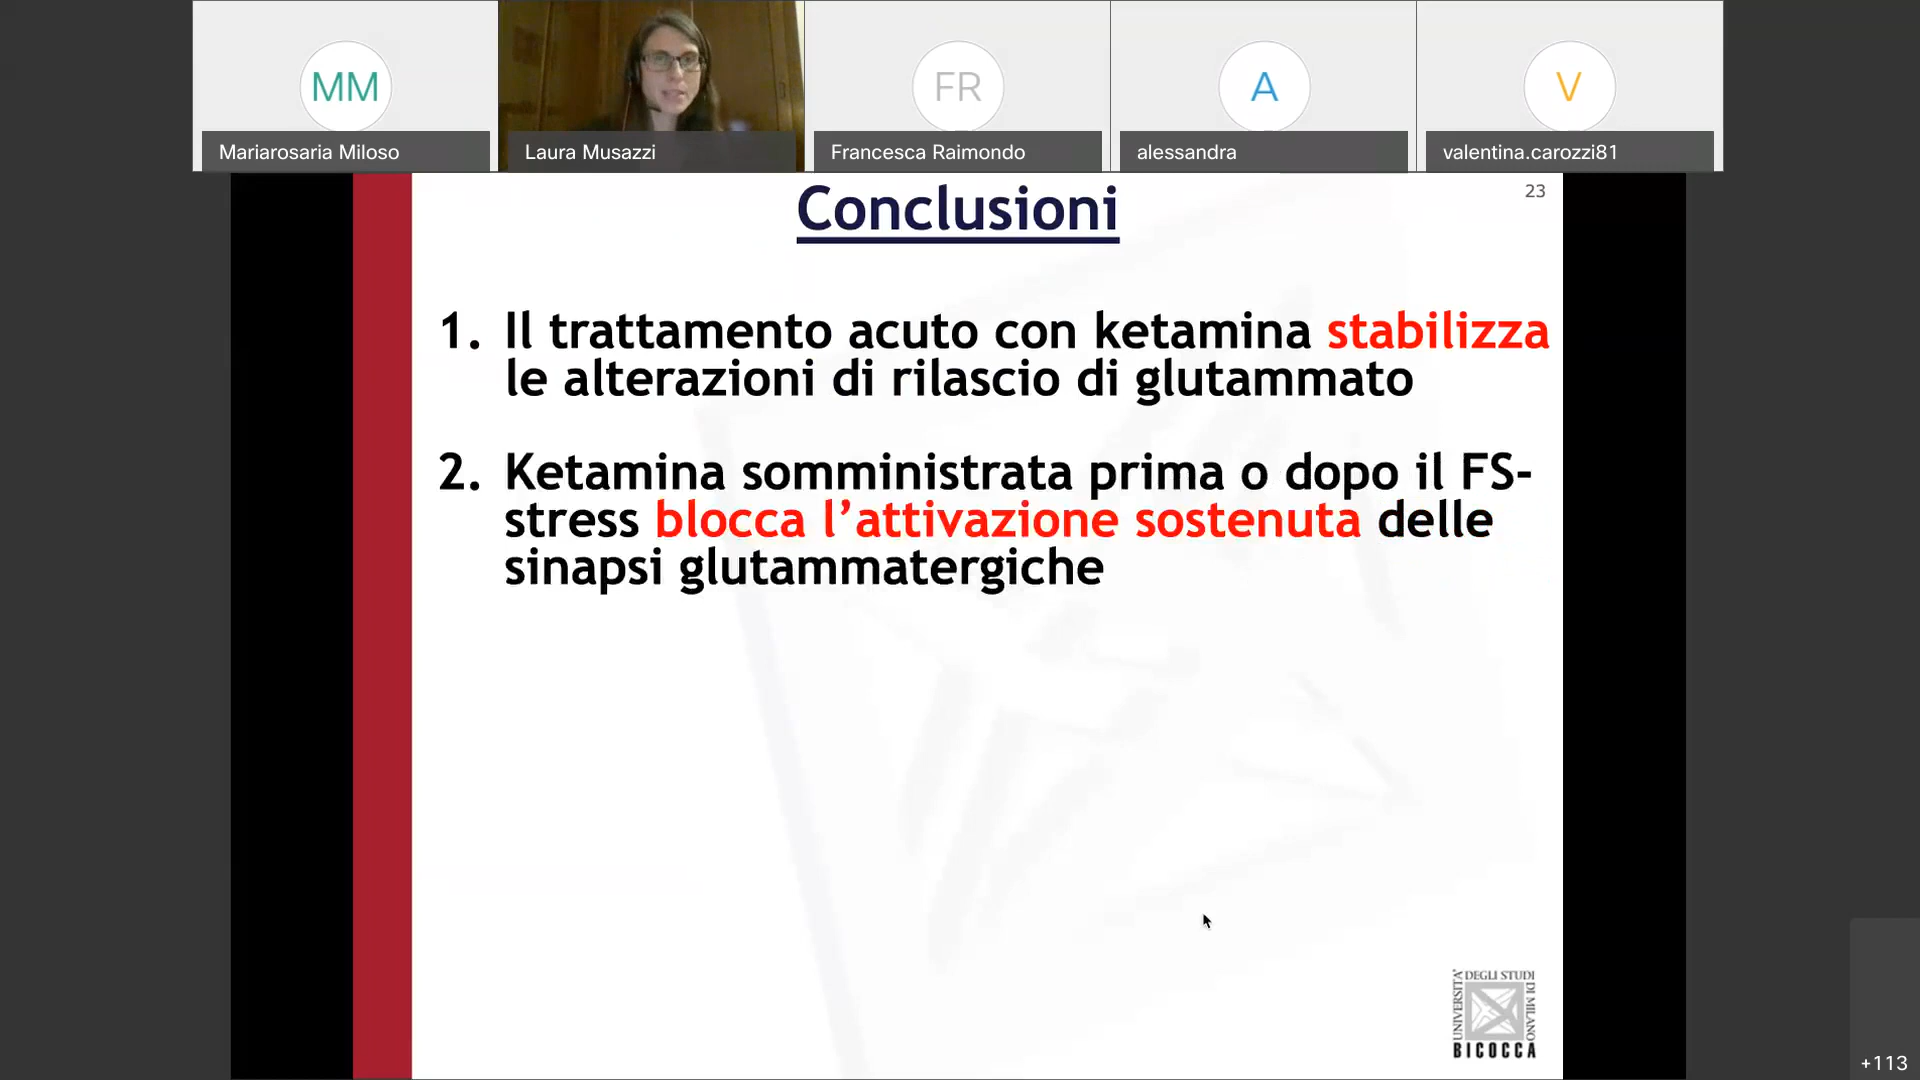 MM
FR
A
V
Mariarosaria Miloso
Laura Musazzi
Francesca Raimondo
alessandra
valentina.carozzi81
Conclusioni
23
1. Il trattamento acuto con ketamina stabilizza
le alterazioni di rilascio di glutammato
2. Ketamina somministrata prima o dopo il FS-
stress blocca l’attivazione sostenuta delle
sinapsi glutammatergiche
UNIVERSITA' DEGLI STUDI DI MILANO
BICOCCA
+113